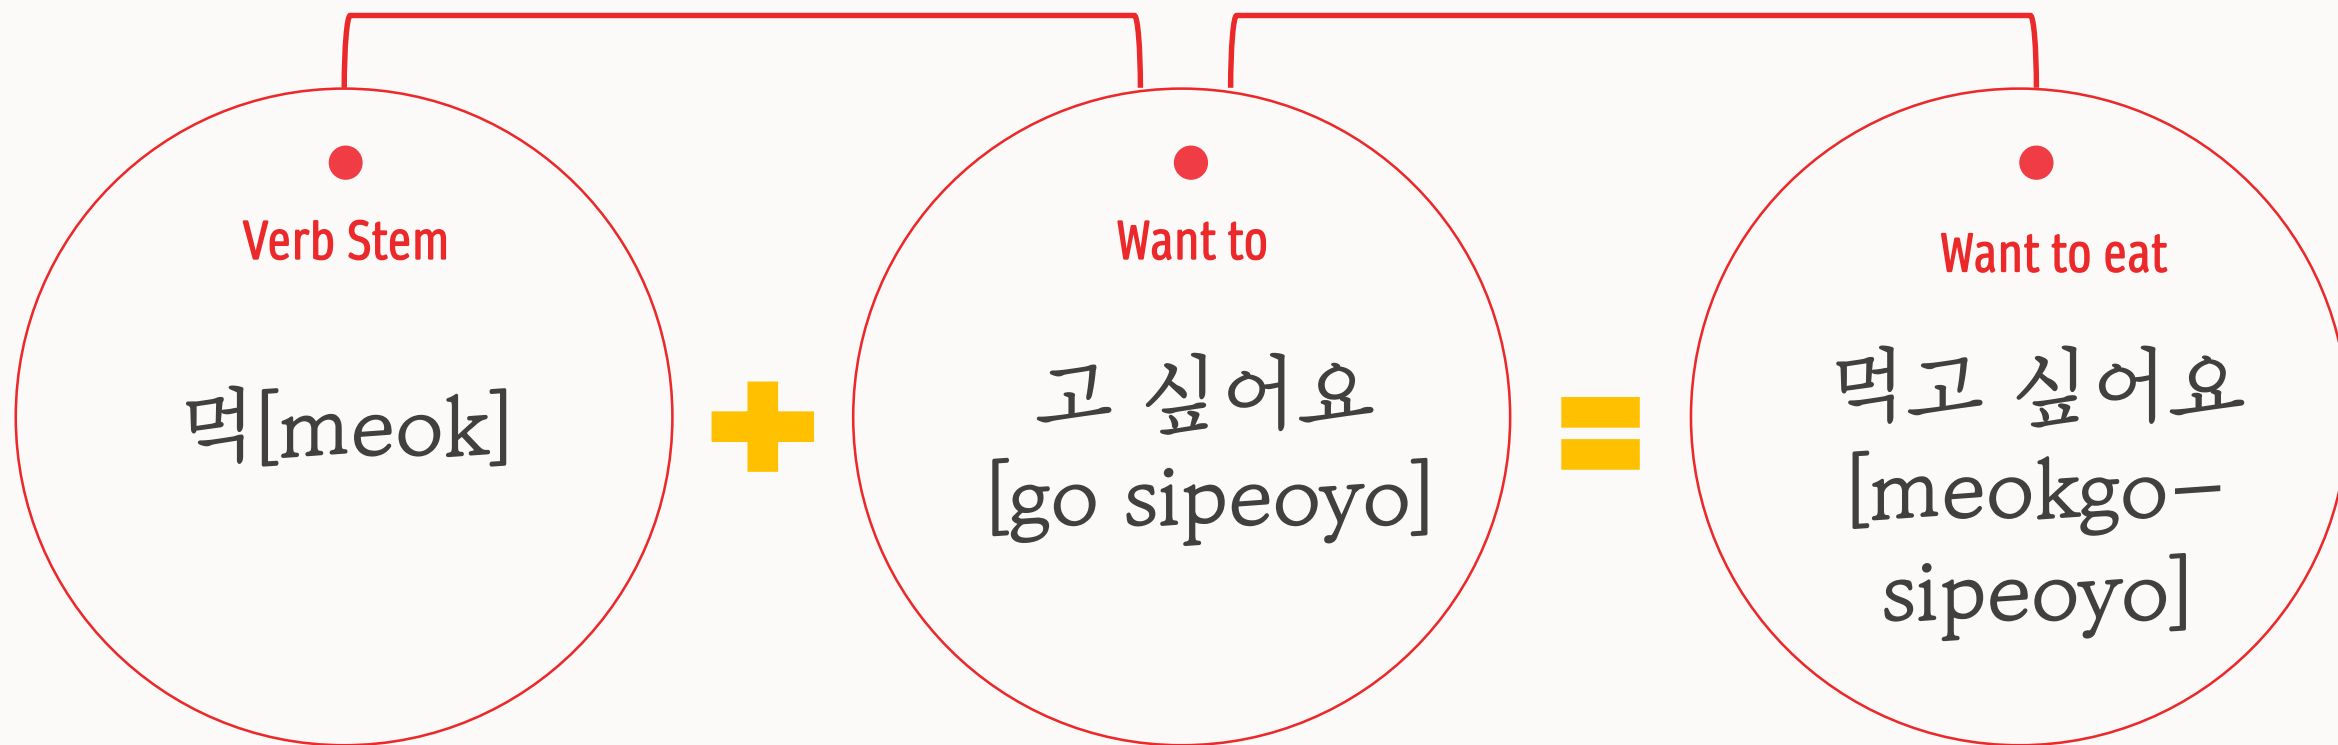 Verb Stem
먹[meok]
Want to
고 싶어요
[go sipeoyo]
Want to eat
먹고 싶어요
[meokgo-
sipeoyo]